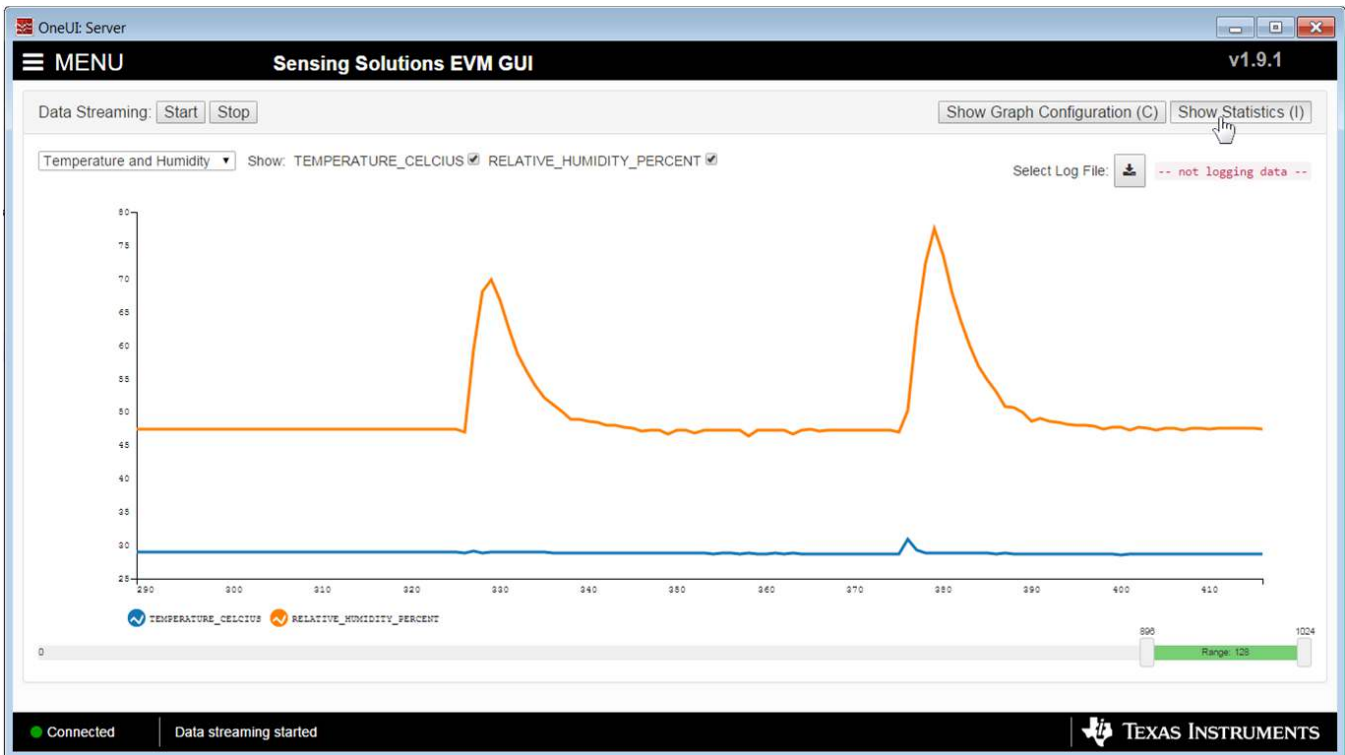 OneUI: Server
MENU
Sensing Solutions EVM GUI
v1.9.1
Data Streaming: Start Stop
Show Graph Configuration (C) Show Statistics (I)
Temperature and Humidity Show: TEMPERATURE_CELCIUS RELATIVE_HUMIDITY_PERCENT
Select Log File: -- not logging data --
80
75
70
65
60
55
50
45
40
35
30
25
290 300 310 320 330 340 350 360 370 380 390 400 410
TEMPERATURE_CELCIUS RELATIVE_HUMIDITY_PERCENT
896 1024
0 Range: 128
Connected Data streaming started
TEXAS INSTRUMENTS